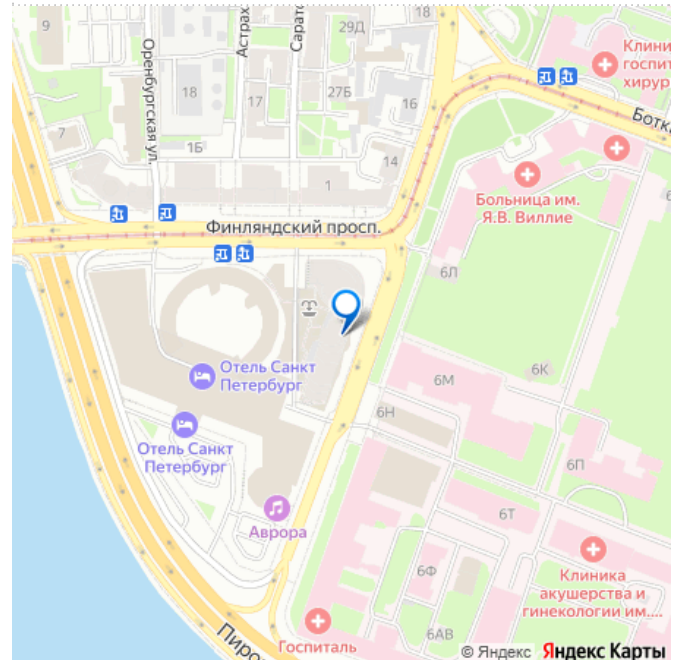 9
29Д
18
Клини
госпит
хирур
Оренбургская ул.
Астрах
Сарато
18
17
27Б
16
Ботк
7
1Б
14
1
Больница им.
Я.В. Виллие
Финляндский просп.
6Л
Отель Санкт
Петербург
6К
6М
6Н
Отель Санкт
Петербург
6П
6Т
Аврора
6Ф
Клиника
акушерства и
гинекологии им....
Пиро
Госпиталь
6АВ
© Яндекс Яндекс Карты